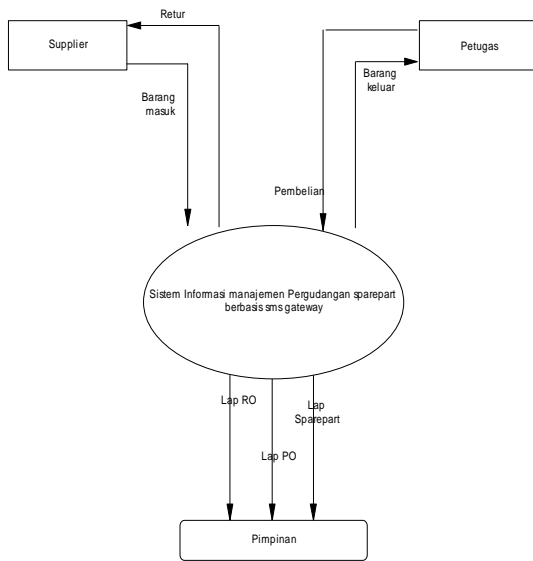 Retur
Supplier
Petugas
Barang
masuk
Barang
keluar
Pembelian
Sistem Informasi manajemen Pergudangan sparepart
berbasis sms gateway
Lap RO
Lap
Sparepart
Lap PO
Pimpinan